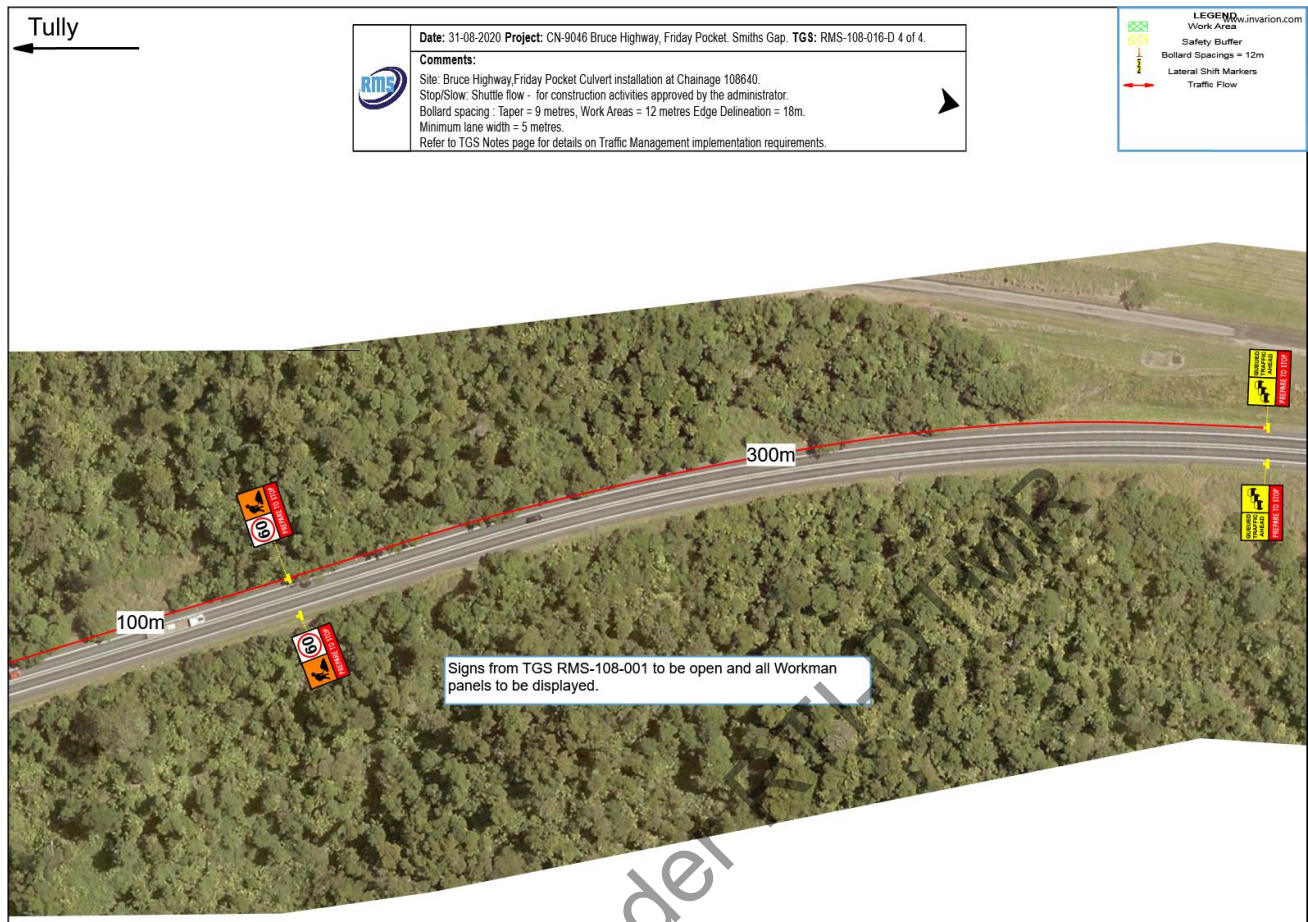 Tully
RMS
Date: 31-08-2020 Project: CN-9046 Bruce Highway, Friday Pocket. Smiths Gap. TGS: RMS-108-016-D 4 of 4.
Comments:
Site: Bruce Highway,Friday Pocket Culvert installation at Chainage 108640.
Stop/Slow: Shuttle flow - for construction activities approved by the administrator.
Bollard spacing : Taper = 9 metres, Work Areas = 12 metres Edge Delineation = 18m.
Minimum lane width = 5 metres.
Refer to TGS Notes page for details on Traffic Management implementation requirements.
LEGEND
www.invarion.com
Work Area
Safety Buffer
Bollard Spacings = 12m
Lateral Shift Markers
Traffic Flow
QUEUED
TRAFFIC
AHEAD
PREPARE TO STOP
300m
QUEUED
TRAFFIC
AHEAD
PREPARE TO STOP
60
PREPARE TO STOP
100m
60
PREPARE TO STOP
Signs from TGS RMS-108-001 to be open and all Workman
panels to be displayed.